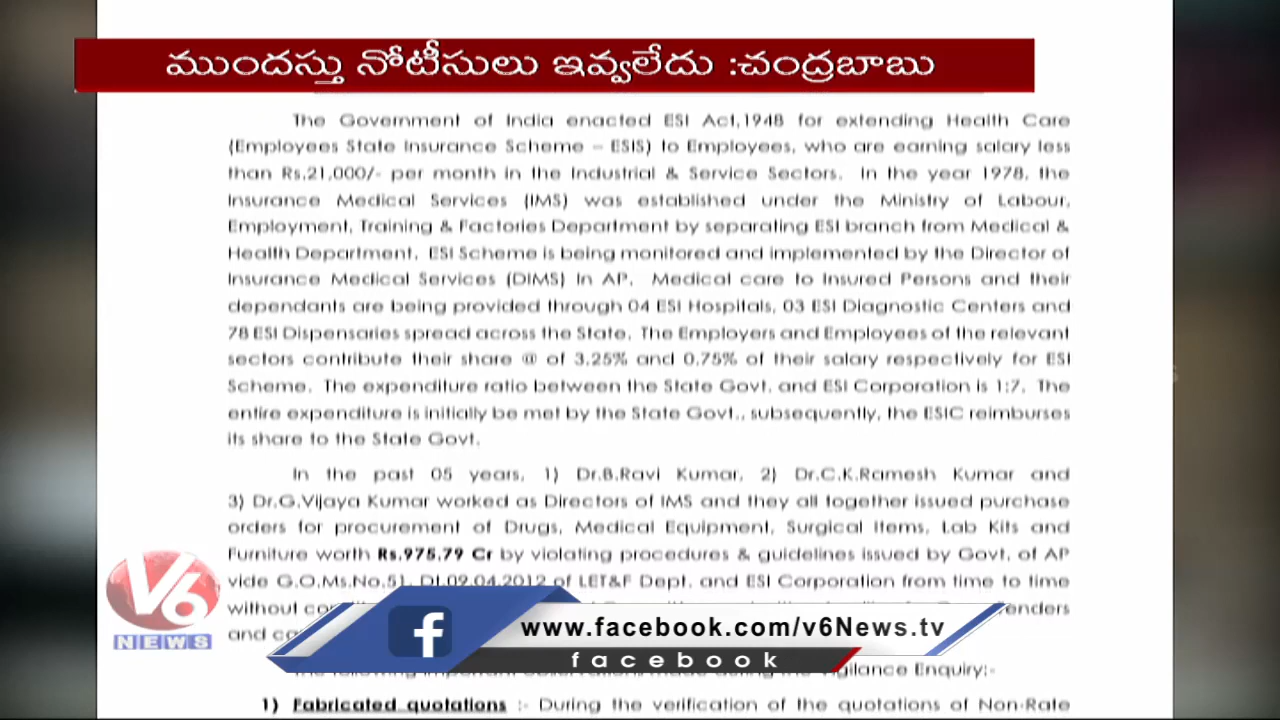 ముందస్తు నోటీసులు ఇవ్వలేదు :చంద్రబాబు
The Government of India enacted ESI Act,1948 for extending Health Care
(Employees State Insurance Scheme – ESIS) to Employees, who are earning salary less
than Rs.21,000/- per month in the Industrial & Service Sectors. In the year 1978, the
Insurance Medical Services (IMS) was established under the Ministry of Labour,
Employment, Training & Factories Department by separating ESI branch from Medical &
Health Department. ESI Scheme is being monitored and implemented by the Director of
Insurance Medical Services (DIMS) in AP. Medical care to Insured Persons and their
dependants are being provided through 04 ESI Hospitals, 03 ESI Diagnostic Centers and
78 ESI Dispensaries spread across the State. The Employers and Employees of the relevant
sectors contribute their share @ of 3.25% and 0.75% of their salary respectively for ESI
Scheme. The expenditure ratio between the State Govt. and ESI Corporation is 1:7. The
entire expenditure is initially be met by the State Govt., subsequently, the ESIC reimburses
its share to the State Govt.
In the past 05 years, 1) Dr.B.Ravi Kumar, 2) Dr.C.K.Ramesh Kumar and
3) Dr.G.Vijaya Kumar worked as Directors of IMS and they all together issued purchase
orders for procurement of Drugs, Medical Equipment, Surgical Items, Lab Kits and
Furniture worth Rs.975.79 Cr by violating procedures & guidelines issued by Govt. of AP
vide G.O.Ms.No.51, Dt.09.04.2012 of LET&F Dept. and ESI Corporation from time to time
without
and
Enquiry:-
1) Fabricated quotations :- During the verification of the quotations of Non-Rate
V6
NEWS
www.facebook.com/v6News.tv
facebook